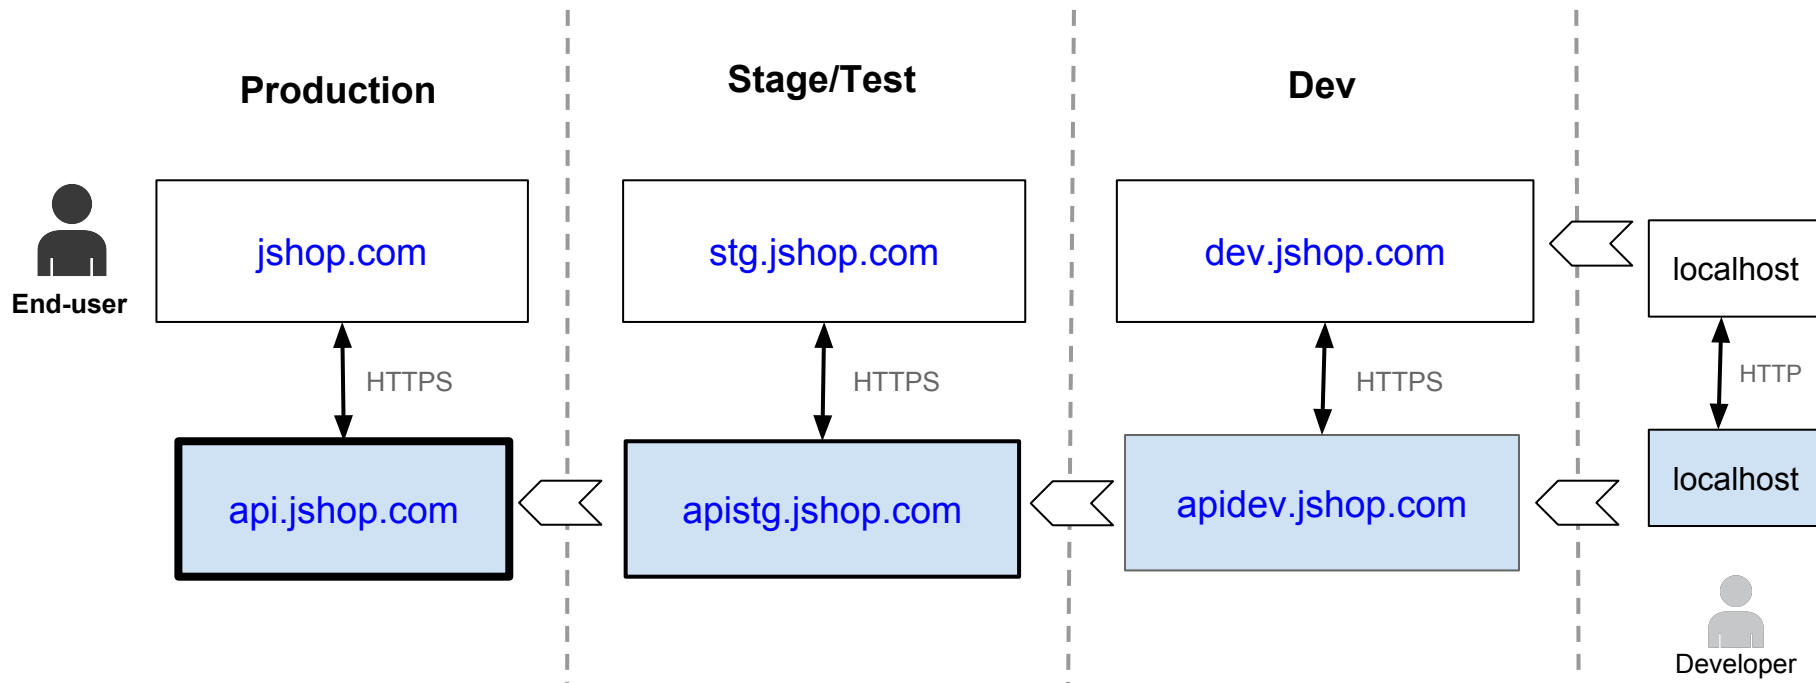 Production
Stage/Test
Dev
jshop.com
stg.jshop.com
dev.jshop.com
localhost
End-user
HTTPS
HTTPS
HTTPS
HTTP
api.jshop.com
apistg.jshop.com
apidev.jshop.com
localhost
Developer